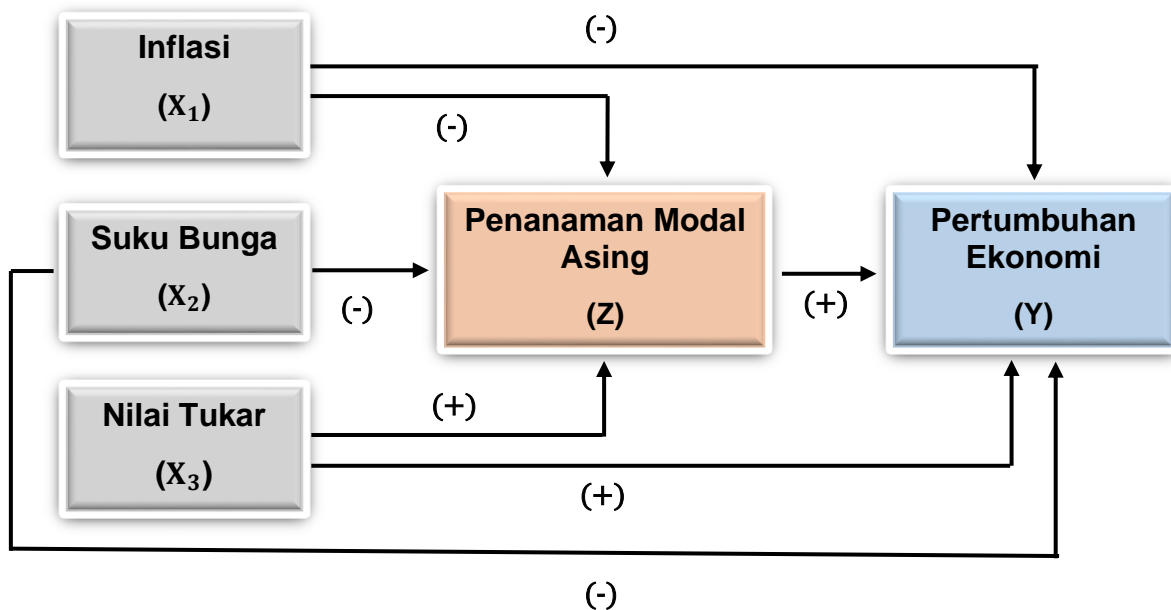 (-)
Inflasi
(X₁)
(-)
Suku Bunga
(X₂)
(-)
Penanaman Modal
Asing
(Z)
(+)
Pertumbuhan
Ekonomi
(Y)
Nilai Tukar
(X₃)
(+)
(+)
(-)